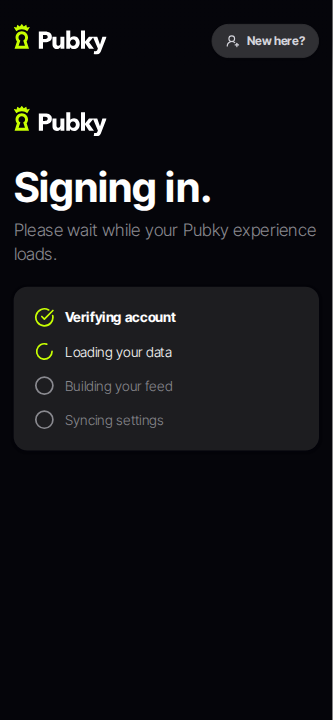 Pubky
New here?
Pubky
Signing in.
Please wait while your Pubky experience
loads.
Verifying account
Loading your data
Building your feed
Syncing settings